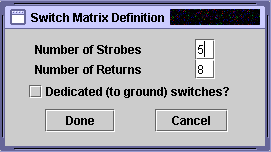 Switch Matrix Definition
Number of Strobes 5
Number of Returns 8
Dedicated (to ground) switches?
Done Cancel